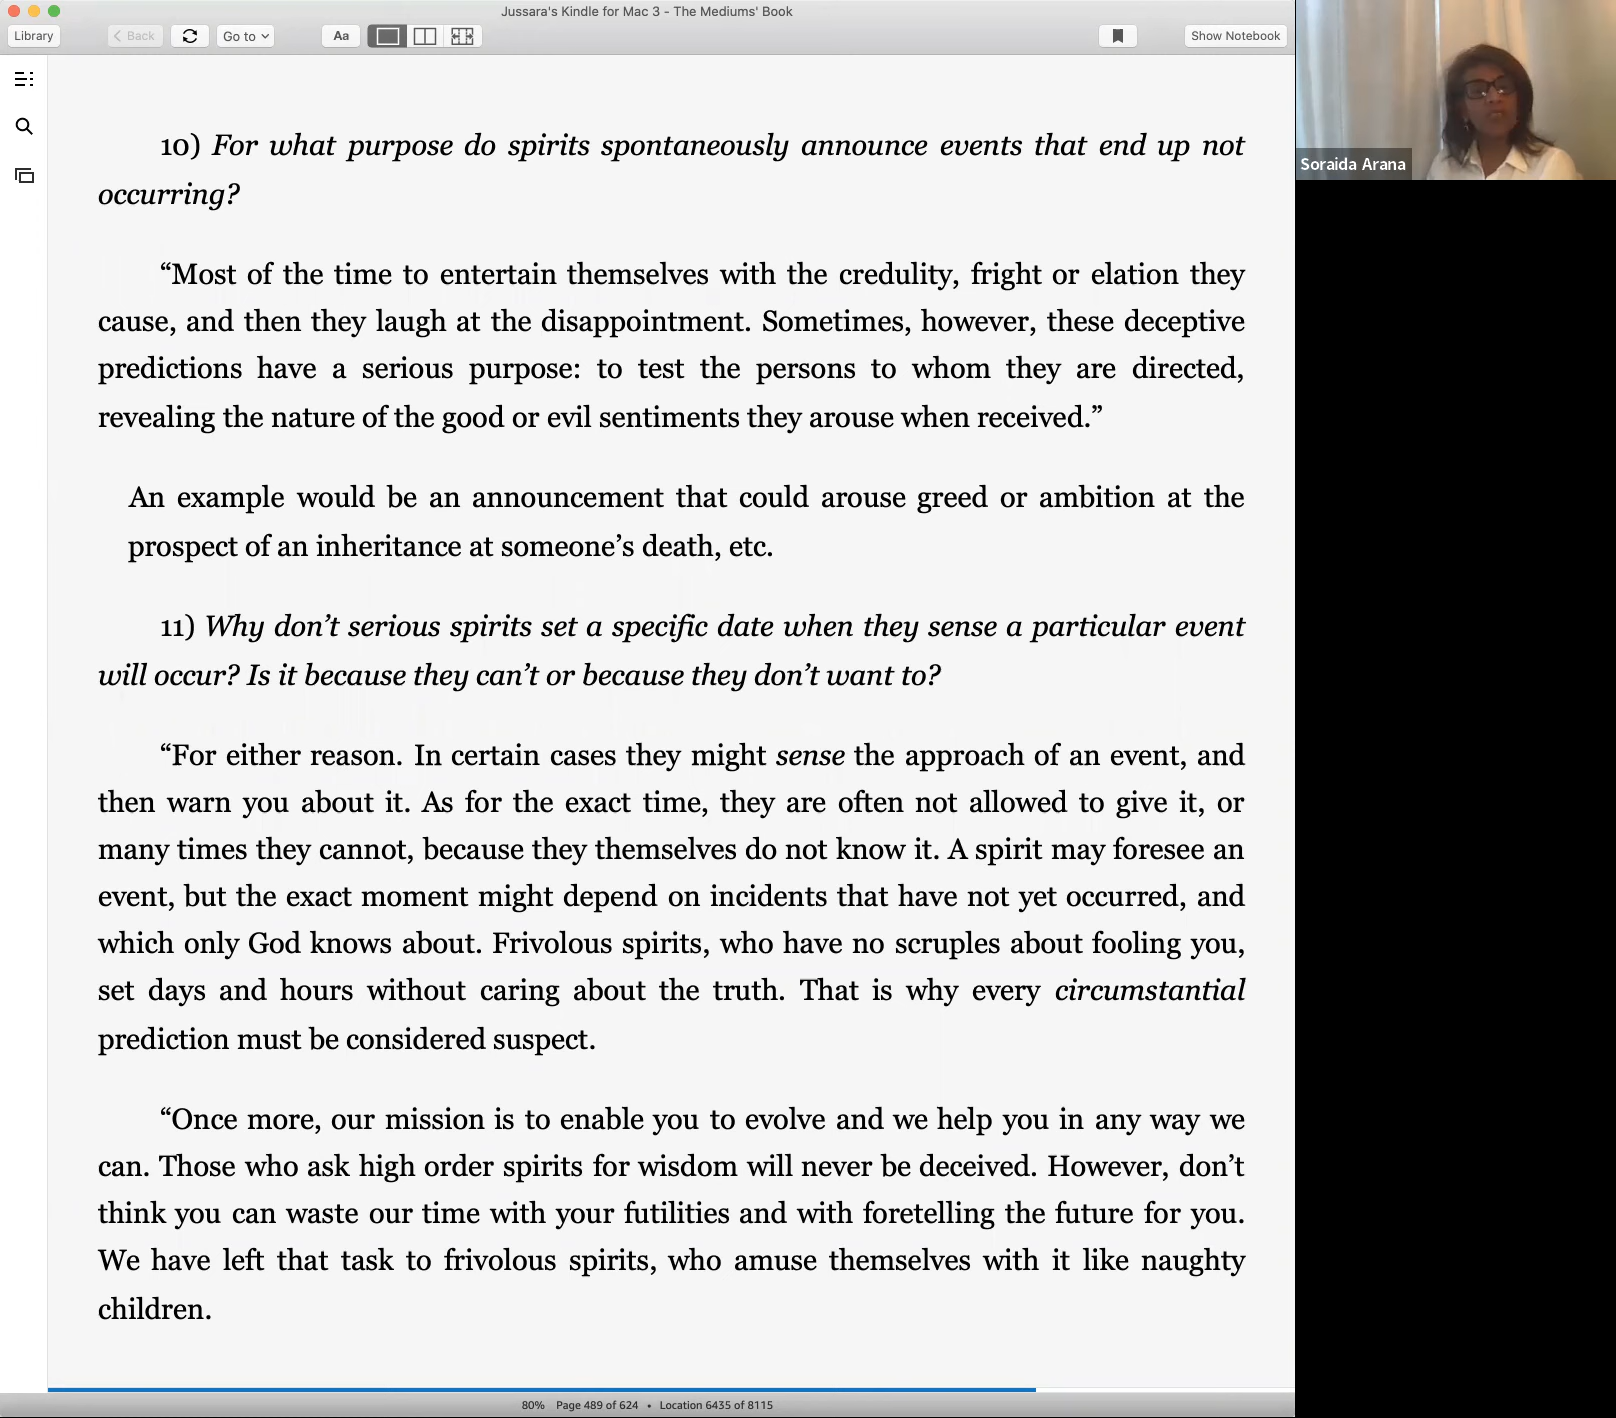 Jussara's Kindle for Mac 3 - The Mediums' Book
Library
Back
Go to
Aa
Show Notebook
Soraida Arana
10) For what purpose do spirits spontaneously announce events that end up not
occurring?
“Most of the time to entertain themselves with the credulity, fright or elation they
cause, and then they laugh at the disappointment. Sometimes, however, these deceptive
predictions have a serious purpose: to test the persons to whom they are directed,
revealing the nature of the good or evil sentiments they arouse when received.”
An example would be an announcement that could arouse greed or ambition at the
prospect of an inheritance at someone’s death, etc.
11) Why don’t serious spirits set a specific date when they sense a particular event
will occur? Is it because they can’t or because they don’t want to?
“For either reason. In certain cases they might sense the approach of an event, and
then warn you about it. As for the exact time, they are often not allowed to give it, or
many times they cannot, because they themselves do not know it. A spirit may foresee an
event, but the exact moment might depend on incidents that have not yet occurred, and
which only God knows about. Frivolous spirits, who have no scruples about fooling you,
set days and hours without caring about the truth. That is why every circumstantial
prediction must be considered suspect.
“Once more, our mission is to enable you to evolve and we help you in any way we
can. Those who ask high order spirits for wisdom will never be deceived. However, don’t
think you can waste our time with your futilities and with foretelling the future for you.
We have left that task to frivolous spirits, who amuse themselves with it like naughty
children.
80% Page 489 of 624 • Location 6435 of 8115